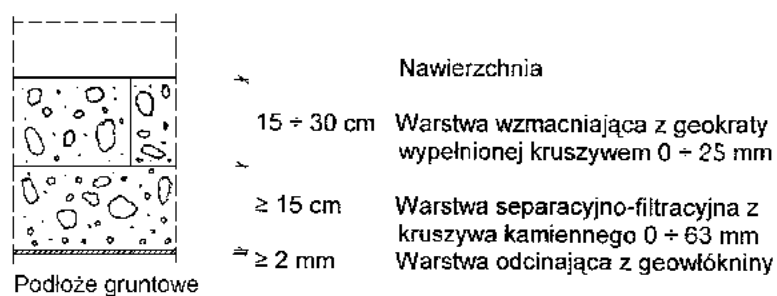 Nawierzchnia
15 ÷ 30 cm Warstwa wzmacniająca z geokraty
wypełnionej kruszywem 0 ÷ 25 mm
≥ 15 cm Warstwa separacyjno-filtracyjna z
kruszywa kamiennego 0 ÷ 63 mm
≥ 2 mm Warstwa odcinająca z geowłókniny
Podłoże gruntowe